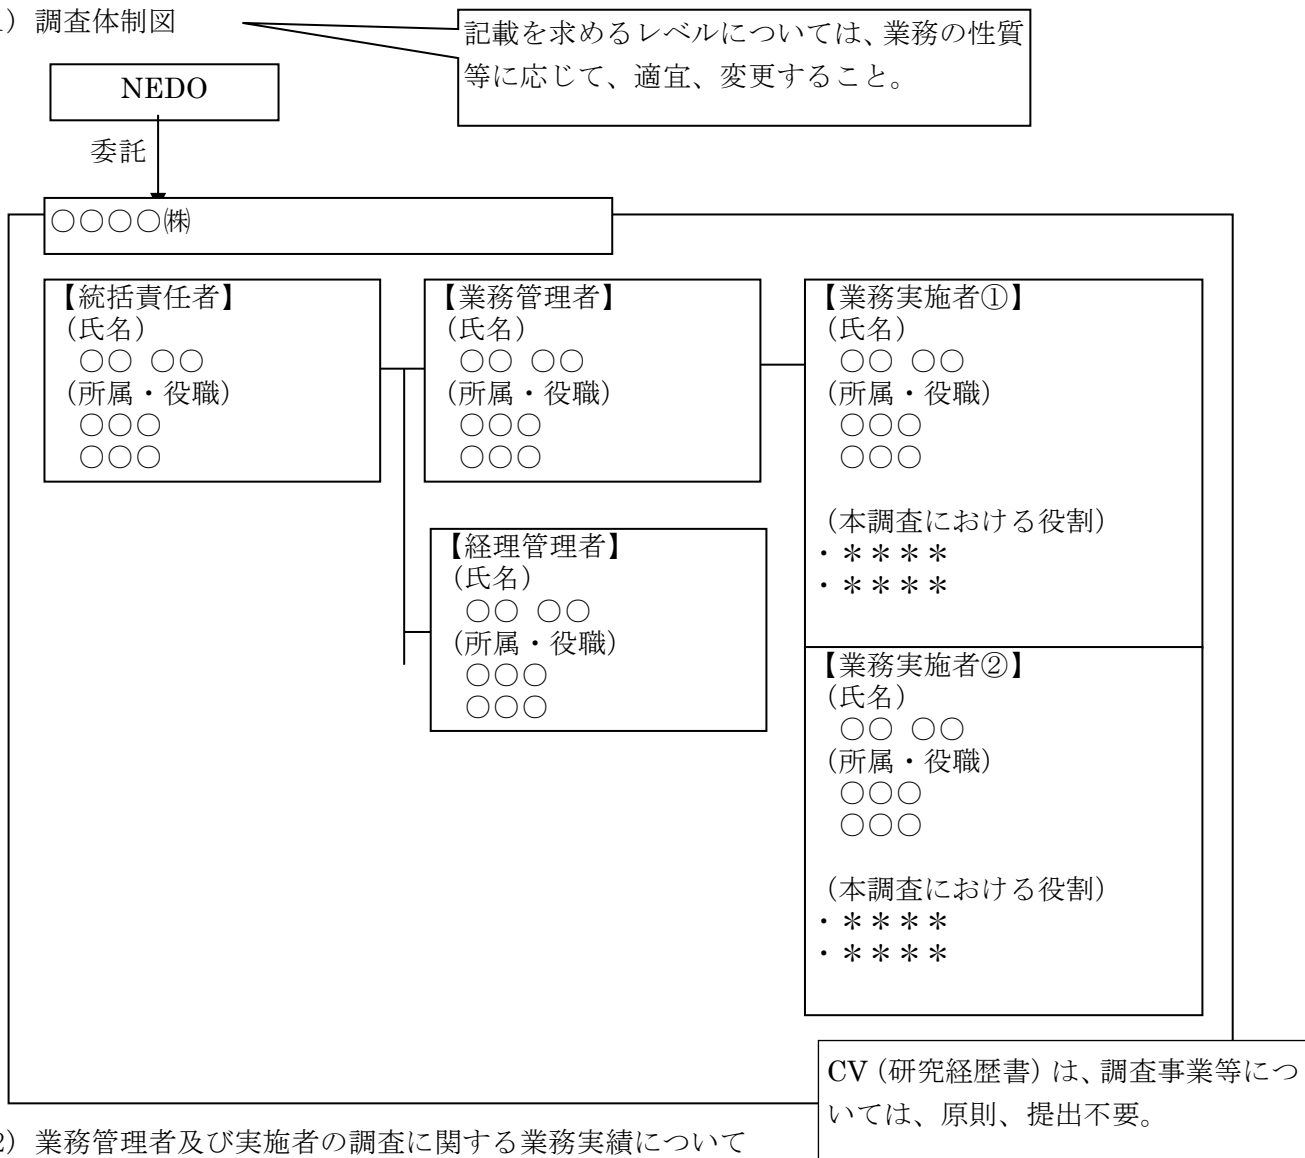 1）調査体制図
記載を求めるレベルについては、業務の性質
等に応じて、適宜、変更すること。
NEDO
委託
○○○○㈱
【統括責任者】
（氏名）
○○ ○○
（所属・役職）
○○○
○○○
【業務管理者】
（氏名）
○○ ○○
（所属・役職）
○○○
○○○
【経理管理者】
（氏名）
○○ ○○
（所属・役職）
○○○
○○○
【業務実施者①】
（氏名）
○○ ○○
（所属・役職）
○○○
○○○
（本調査における役割）
・＊＊＊＊
・＊＊＊＊
【業務実施者②】
（氏名）
○○ ○○
（所属・役職）
○○○
○○○
（本調査における役割）
・＊＊＊＊
・＊＊＊＊
CV（研究経歴書）は、調査事業等につ
いては、原則、提出不要。
2）業務管理者及び実施者の調査に関する業務実績について